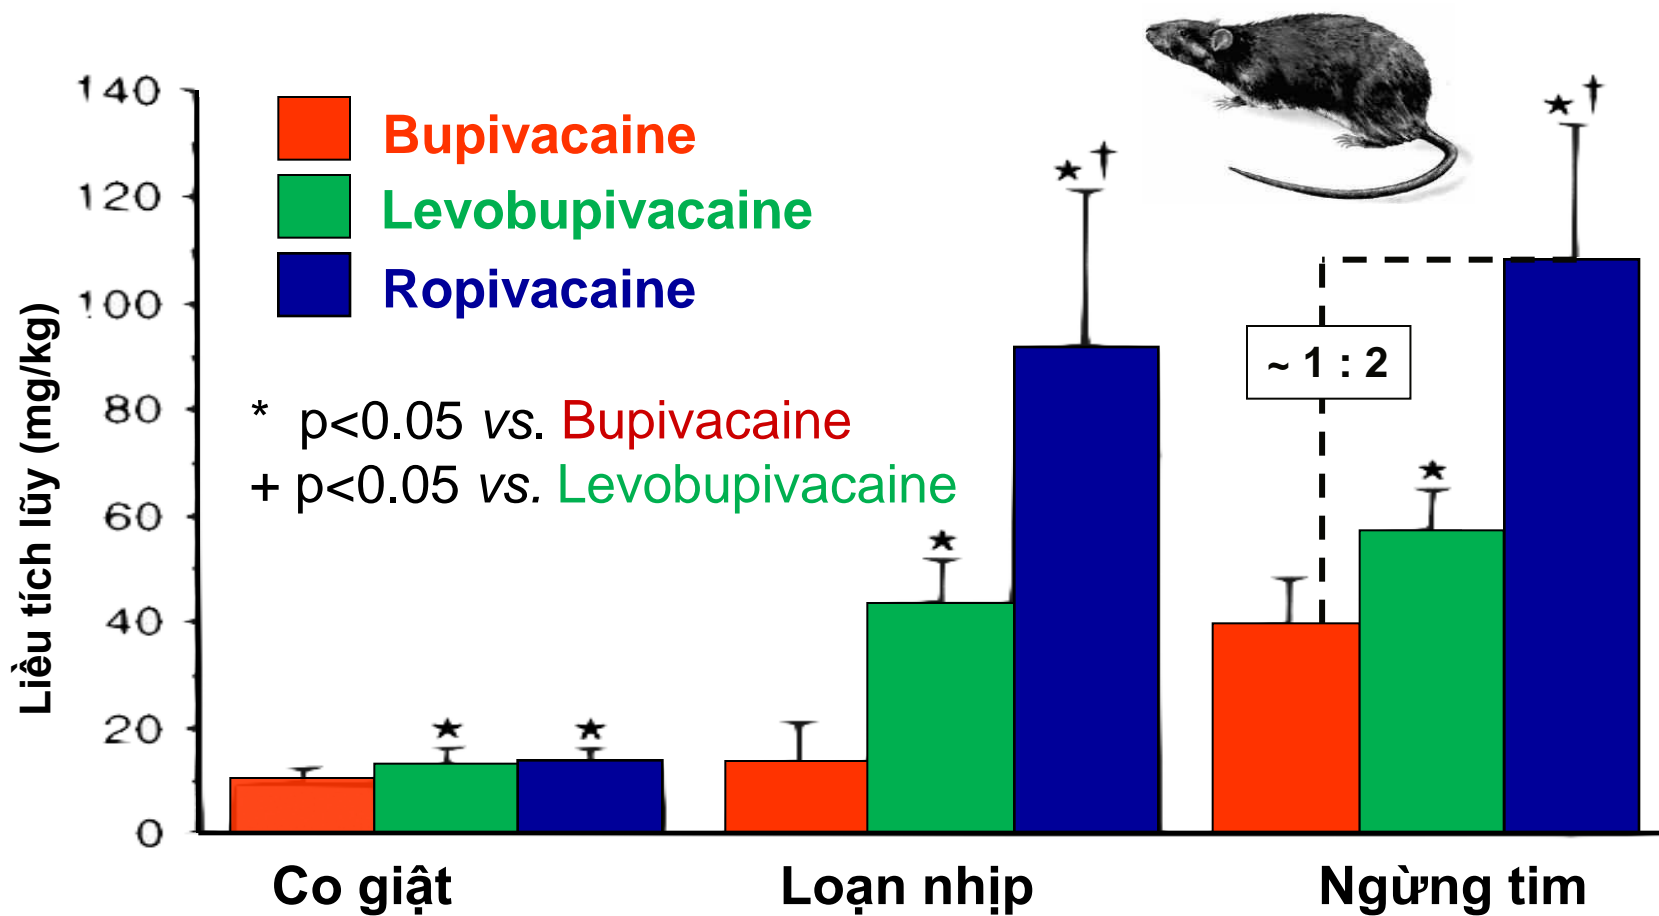 140
120
100
80
60
40
20
0
Liều tích lũy (mg/kg)
Bupivacaine
Levobupivacaine
Ropivacaine
* p<0.05 vs. Bupivacaine
+ p<0.05 vs. Levobupivacaine
★
★
★
★ †
~ 1 : 2
★
★ †
Co giật
Loạn nhịp
Ngừng tim